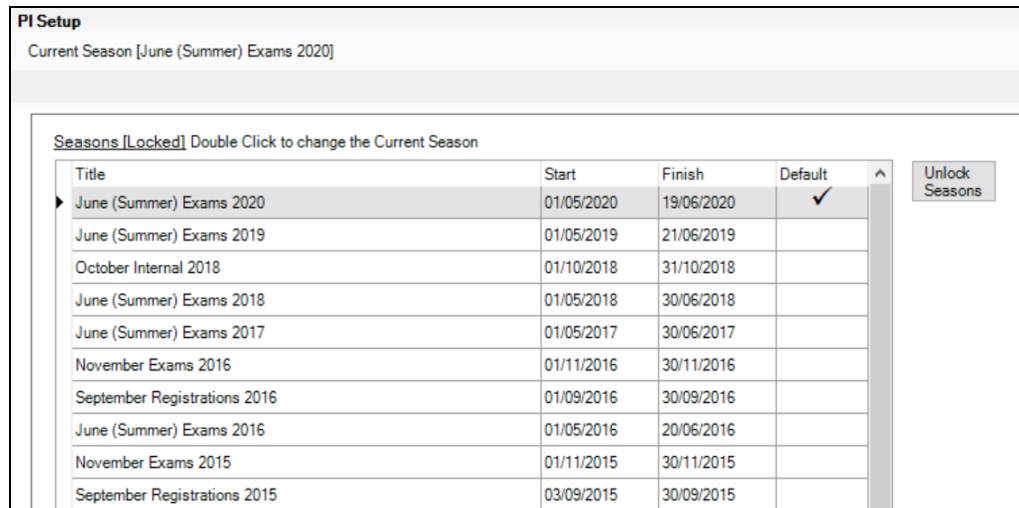 PI Setup
Current Season [June (Summer) Exams 2020]
Seasons [Locked] Double Click to change the Current Season
Title Start Finish Default
June (Summer) Exams 2020 01/05/2020 19/06/2020 ✓
June (Summer) Exams 2019 01/05/2019 21/06/2019
October Internal 2018 01/10/2018 31/10/2018
June (Summer) Exams 2018 01/05/2018 30/06/2018
June (Summer) Exams 2017 01/05/2017 30/06/2017
November Exams 2016 01/11/2016 30/11/2016
September Registrations 2016 01/09/2016 30/09/2016
June (Summer) Exams 2016 01/05/2016 20/06/2016
November Exams 2015 01/11/2015 30/11/2015
September Registrations 2015 03/09/2015 30/09/2015
Unlock
Seasons